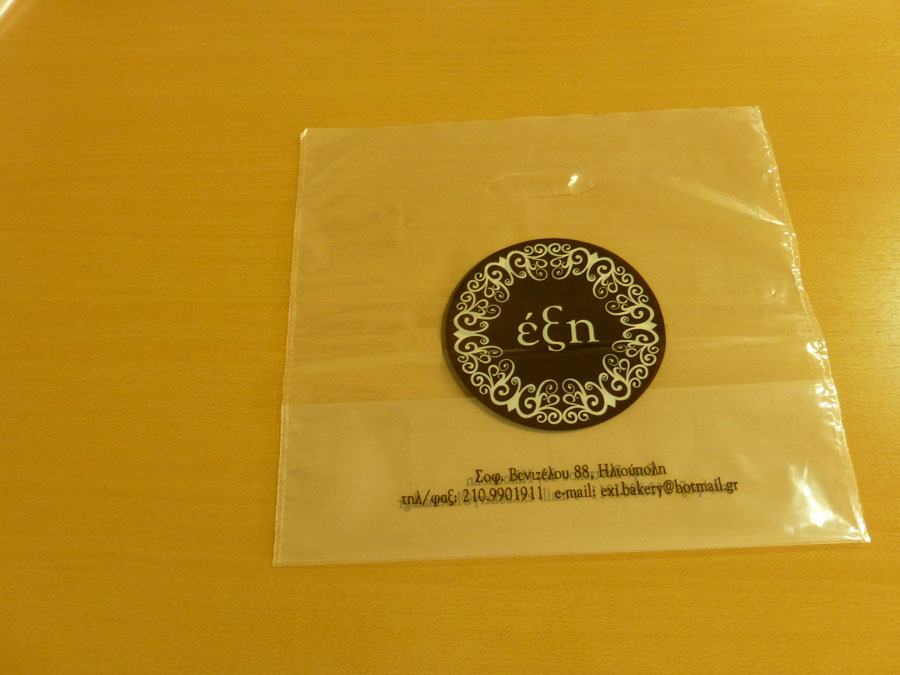 έξη
Σοφ. Βενιζέλου 88, Ηλιούπολη
τηλ/φαξ: 210.9901911 e-mail: exi.bakery@hotmail.gr